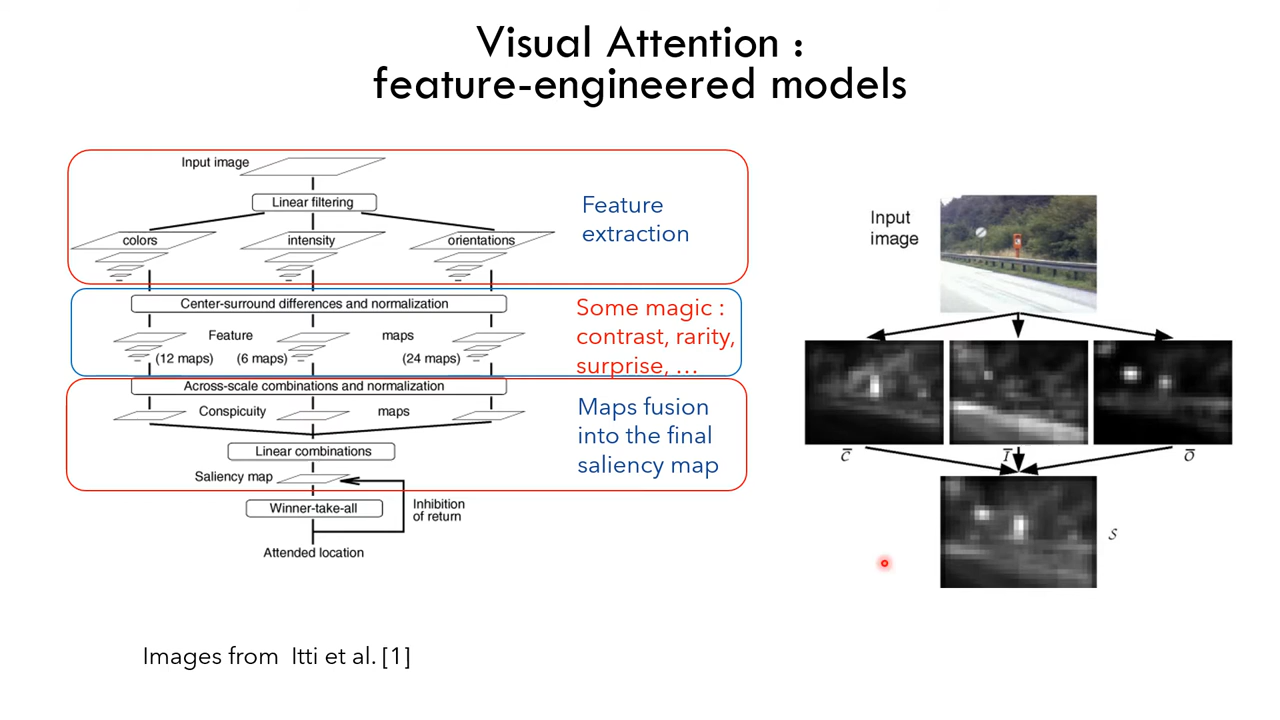 Visual Attention :
feature-engineered models
Input image
Linear filtering
colors
intensity
orientations
Feature
extraction
Center-surround differences and normalization
Feature
maps
(12 maps)
(6 maps)
(24 maps)
Some magic :
contrast, rarity,
surprise, …
Across-scale combinations and normalization
Conspicuity
maps
Linear combinations
Saliency map
Maps fusion
into the final
saliency map
Winner-take-all
Inhibition
of return
Attended location
Input
image
C̅
I̅
O̅
S
Images from Itti et al. [1]